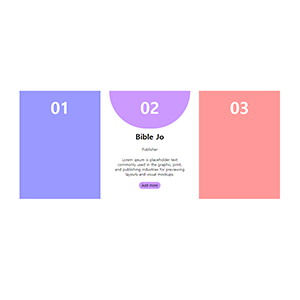 01
02
03
Bible Jo
Publisher
Lorem ipsum is placeholder text
commonly used in the graphic, print,
and publishing industries for previewing
layouts and visual mockups.
Add more